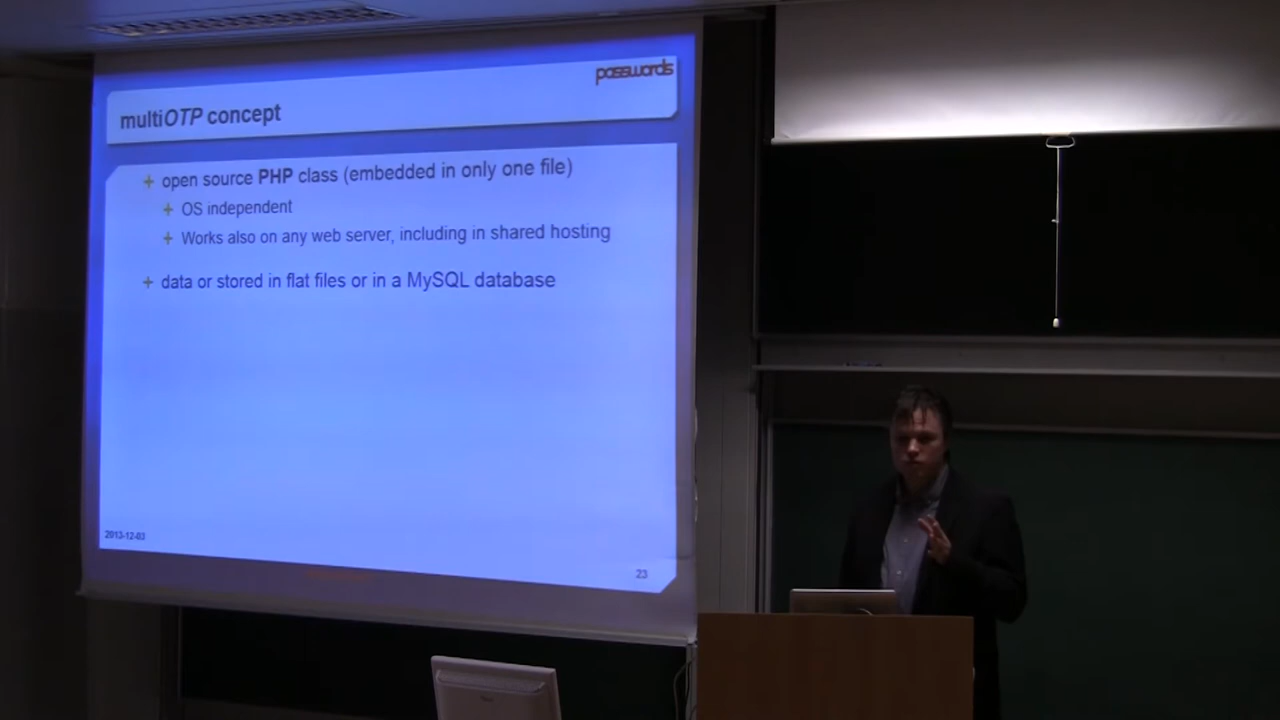 passwords
multiOTP concept
open source PHP class (embedded in only one file)
OS independent
Works also on any web server, including in shared hosting
data or stored in flat files or in a MySQL database
2013-12-03
23